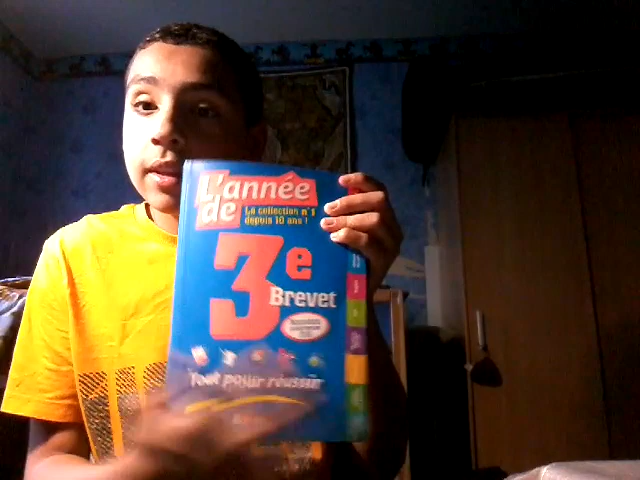 L'année
de
La collection n°1
depuis 10 ans !
3e
Brevet
Tout pour réussir